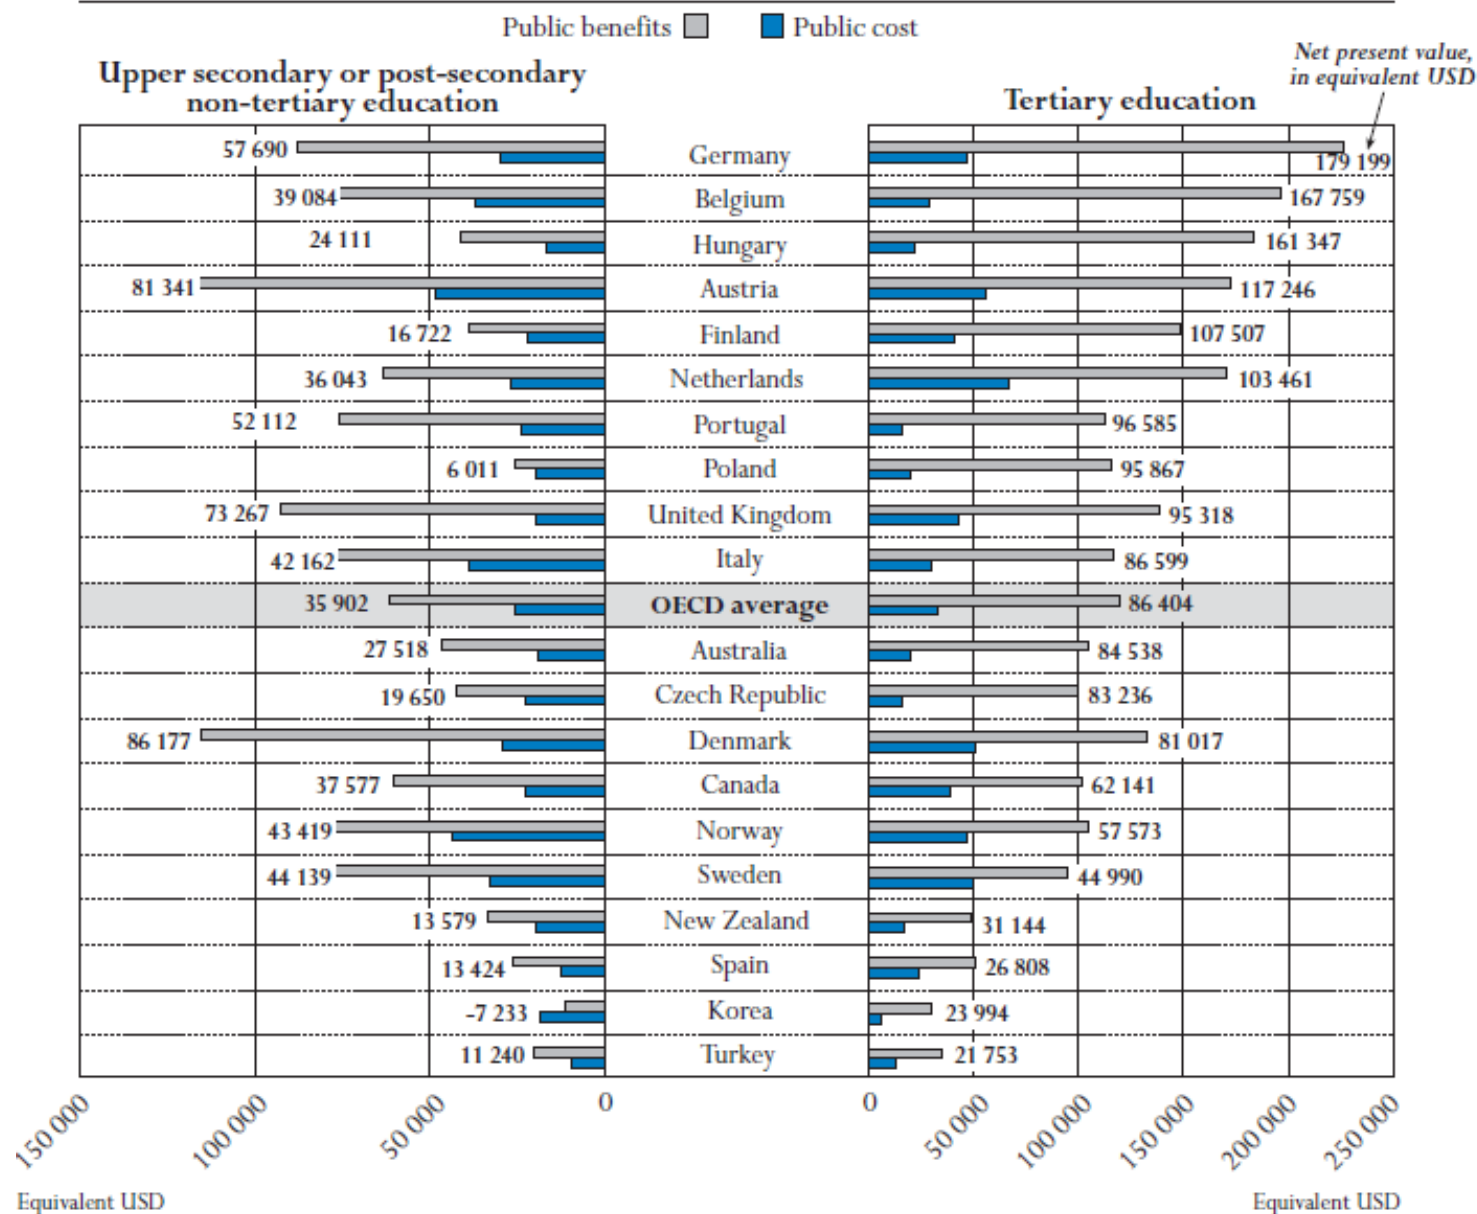 Public benefits Public cost
Net present value,
in equivalent USD
Upper secondary or post-secondary
non-tertiary education
Tertiary education
57 690 Germany 179 199
39 084 Belgium 167 759
24 111 Hungary 161 347
81 341 Austria 117 246
16 722 Finland 107 507
36 043 Netherlands 103 461
52 112 Portugal 96 585
6 011 Poland 95 867
73 267 United Kingdom 95 318
42 162 Italy 86 599
35 902 OECD average 86 404
27 518 Australia 84 538
19 650 Czech Republic 83 236
86 177 Denmark 81 017
37 577 Canada 62 141
43 419 Norway 57 573
44 139 Sweden 44 990
13 579 New Zealand 31 144
13 424 Spain 26 808
-7 233 Korea 23 994
11 240 Turkey 21 753
150 000 100 000 50 000 0 0 50 000 100 000 150 000 200 000 250 000
Equivalent USD Equivalent USD